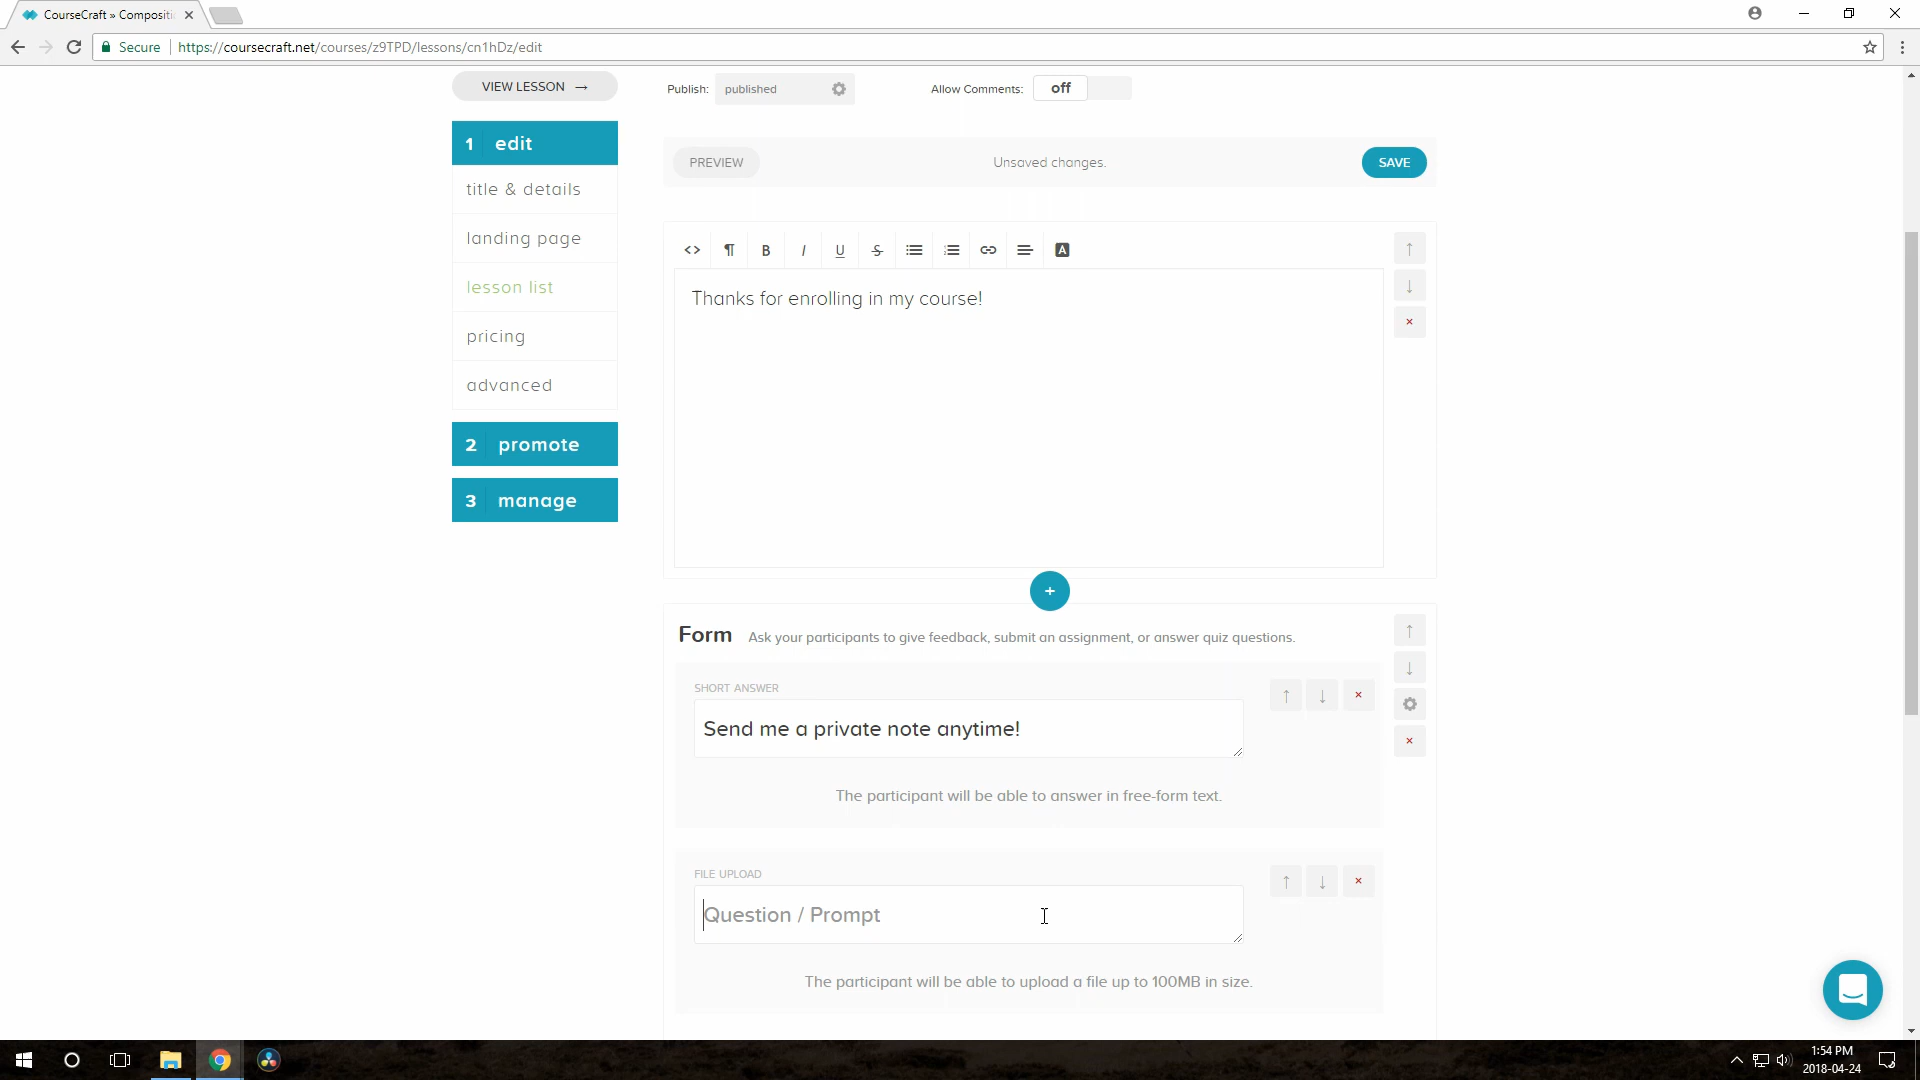 CourseCraft » Compositi
Secure
https://coursecraft.net/courses/z9TPD/lessons/cn1hDz/edit
VIEW LESSON →
Publish: published
Allow Comments: off
1 edit
title & details
landing page
lesson list
pricing
advanced
2 promote
3 manage
PREVIEW
Unsaved changes.
SAVE
Thanks for enrolling in my course!
+
Form
Ask your participants to give feedback, submit an assignment, or answer quiz questions.
SHORT ANSWER
Send me a private note anytime!
The participant will be able to answer in free-form text.
FILE UPLOAD
Question / Prompt
The participant will be able to upload a file up to 100MB in size.
1:54 PM
2018-04-24